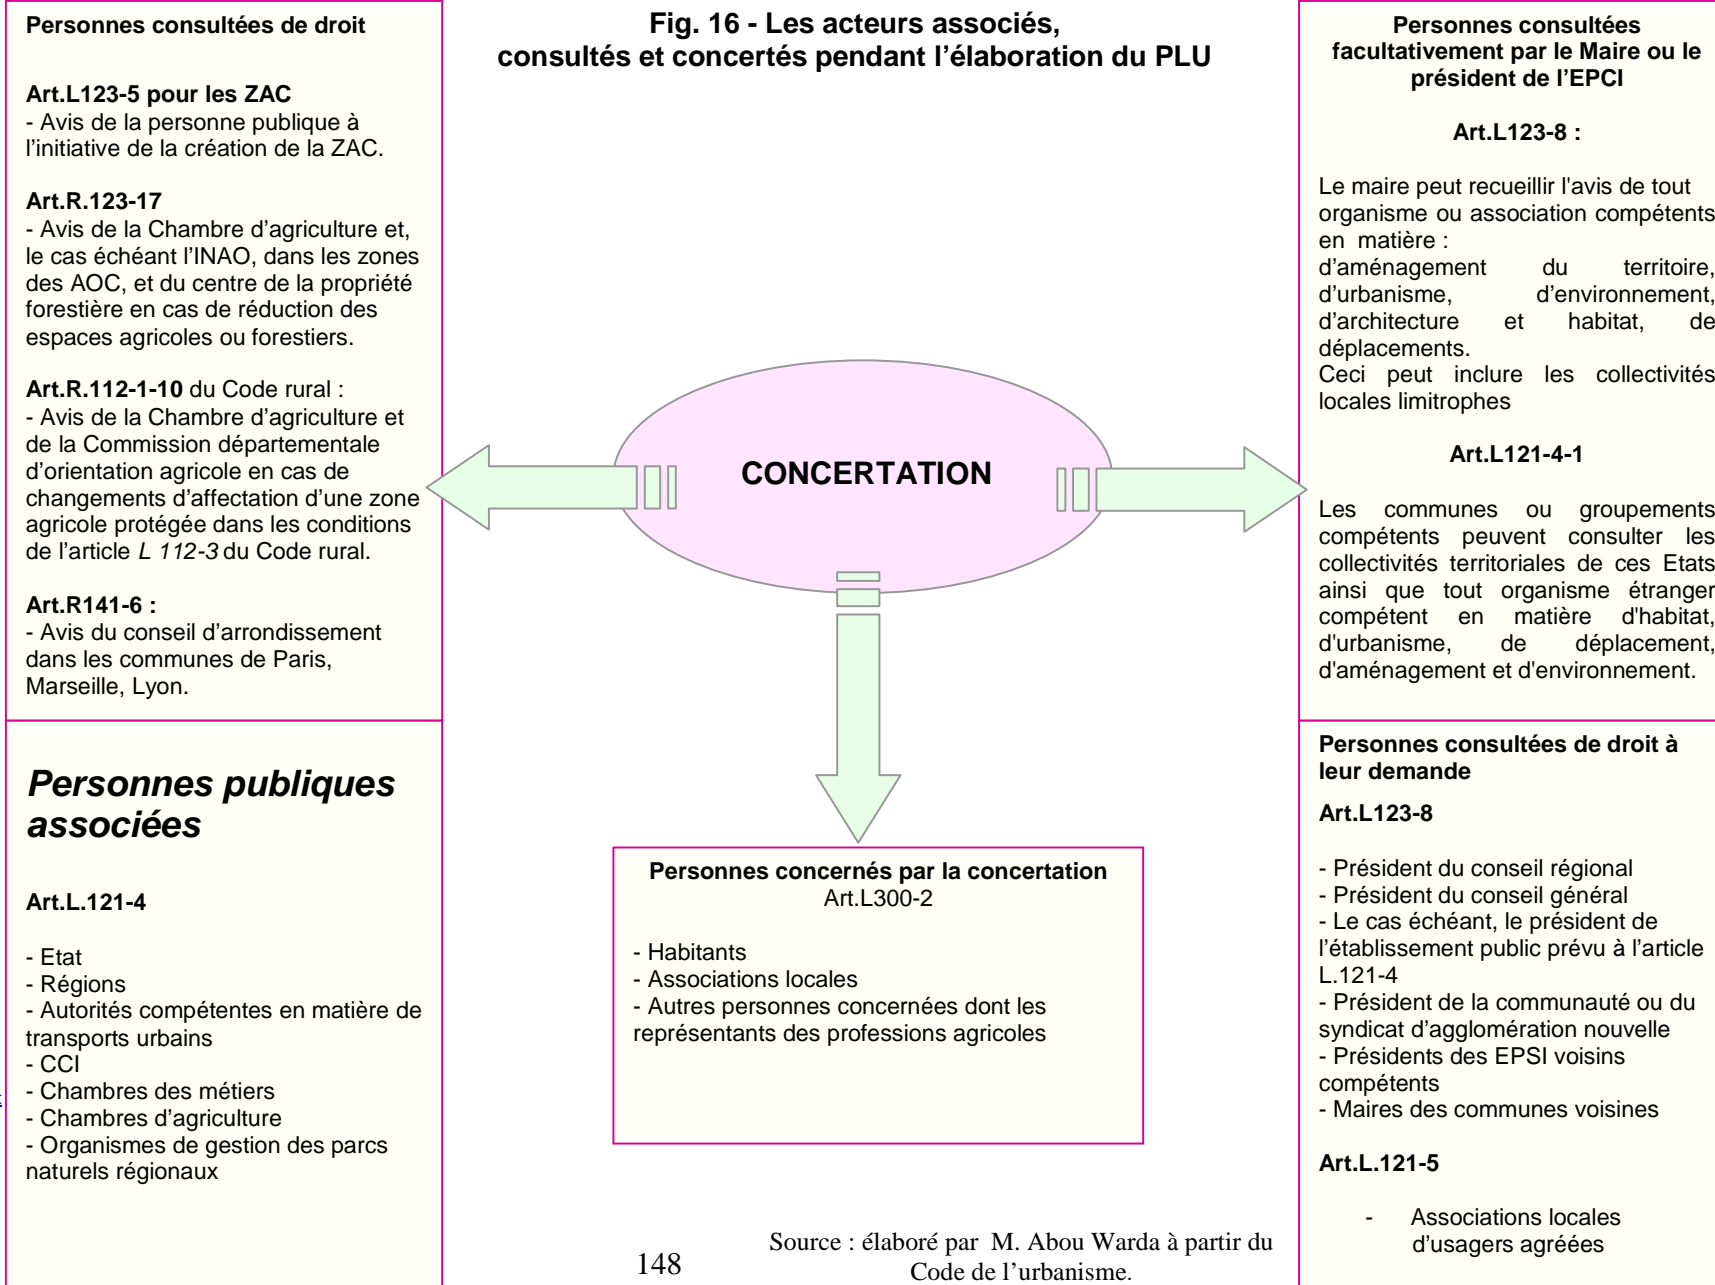 Personnes consultées de droit
Art.L123-5 pour les ZAC
- Avis de la personne publique à
l'initiative de la création de la ZAC.
Art.R.123-17
- Avis de la Chambre d'agriculture et,
le cas échéant l'INAO, dans les zones
des AOC, et du centre de la propriété
forestière en cas de réduction des
espaces agricoles ou forestiers.
Art.R.112-1-10 du Code rural :
- Avis de la Chambre d'agriculture et
de la Commission départementale
d'orientation agricole en cas de
changements d'affectation d'une zone
agricole protégée dans les conditions
de l'article L 112-3 du Code rural.
Art.R141-6 :
- Avis du conseil d'arrondissement
dans les communes de Paris,
Marseille, Lyon.
Personnes publiques
associées
Art.L.121-4
- Etat
- Régions
- Autorités compétentes en matière de
transports urbains
- CCI
- Chambres des métiers
- Chambres d'agriculture
- Organismes de gestion des parcs
naturels régionaux
Fig. 16 - Les acteurs associés,
consultés et concertés pendant l'élaboration du PLU
CONCERTATION
Personnes concernés par la concertation
Art.L300-2
- Habitants
- Associations locales
- Autres personnes concernées dont les
représentants des professions agricoles
Personnes consultées
facultativement par le Maire ou le
président de l'EPCI
Art.L123-8 :
Le maire peut recueillir l'avis de tout
organisme ou association compétents
en matière :
d'aménagement du territoire,
d'urbanisme, d'environnement,
d'architecture et habitat, de
déplacements.
Ceci peut inclure les collectivités
locales limitrophes
Art.L121-4-1
Les communes ou groupements
compétents peuvent consulter les
collectivités territoriales de ces Etats
ainsi que tout organisme étranger
compétent en matière d'habitat,
d'urbanisme, de déplacement,
d'aménagement et d'environnement.
Personnes consultées de droit à
leur demande
Art.L123-8
- Président du conseil régional
- Président du conseil général
- Le cas échéant, le président de
l'établissement public prévu à l'article
L.121-4
- Président de la communauté ou du
syndicat d'agglomération nouvelle
- Présidents des EPSI voisins
compétents
- Maires des communes voisines
Art.L.121-5
- Associations locales
d'usagers agréées
148
Source : élaboré par M. Abou Warda à partir du
Code de l'urbanisme.